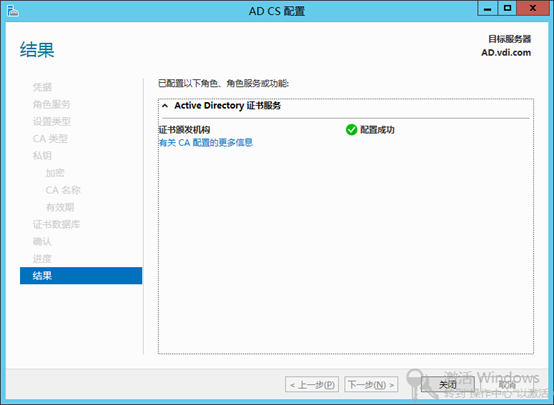 AD CS 配置
结果
目标服务器
AD.vdi.com
凭据
角色服务
设置类型
CA 类型
私钥
加密
CA 名称
有效期
证书数据库
确认
进度
结果
已配置以下角色、角色服务或功能:
Active Directory 证书服务
证书颁发机构
配置成功
有关 CA 配置的更多信息
< 上一步(P)
下一步(N) >
关闭
取消
激活 Windows
转到"操作中心"以激活